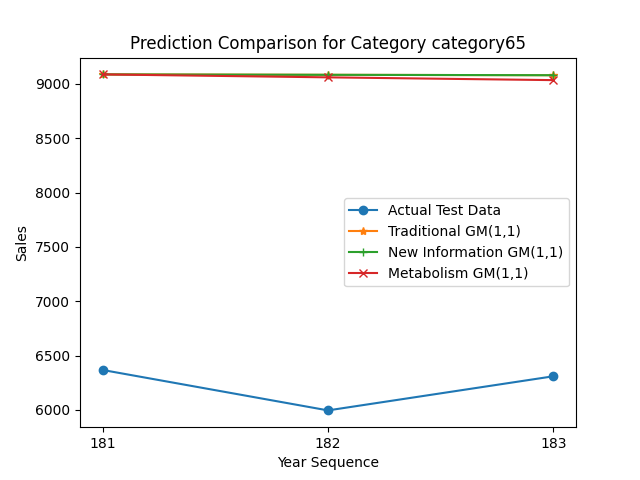 Prediction Comparison for Category category65
Sales
9000
8500
8000
7500
7000
6500
6000
Actual Test Data
Traditional GM(1,1)
New Information GM(1,1)
Metabolism GM(1,1)
181
182
183
Year Sequence